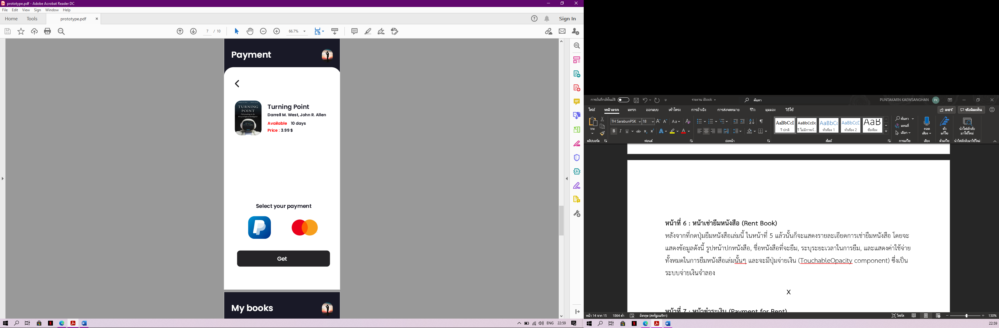 prototype.pdf - Adobe Acrobat Reader DC
File Edit View Sign Window Help
Home Tools prototype.pdf Sign In
7 / 10 66.7%
Payment
TURNING
POINT
Turning Point
Darrell M. West, John R. Allen
Available 10 days
Price : 3.99 $
Select your payment
Get
My books
ENG 22:59
การบันทึกอัตโนมัติ รายงาน iBook ค้นหา PUNTAKARN KAEWSANGHAN PK
ไฟล์ หน้าแรก แทรก ออกแบบ เค้าโครง การอ้างอิง การส่งจดหมาย รีวิว มุมมอง วิธีใช้ แชร์ ข้อคิดเห็น
วาง
TH SarabunPSK 18
AaBbCcI AaBbCcDc AaBbC AaBbCcD AaB
¶ ปกติ ¶ ไม่มีการเ... หัวเรื่อง 1 หัวเรื่อง 2 ชื่อเรื่อง
ค้นหา
แทนที่
เลือก
ถอด
เสียง
ตัว
แก้ไข
นำไฟล์กลับ
มาใช้ใหม่
คลิปบอร์ด ฟอนต์ ย่อหน้า สไตล์ การแก้ไข เสียง ตัวแก้ไข นำไฟล์กลับมาใช้ใหม่
หน้าที่ 6 : หน้าเช่ายืมหนังสือ (Rent Book)
หลังจากที่กดปุ่มยืมหนังสือเล่มนี้ ในหน้าที่ 5 แล้วนั้นก็จะแสดงรายละเอียดการเช่ายืมหนังสือ โดยจะ
แสดงข้อมูลดังนี้ รูปหน้าปกหนังสือ, ชื่อหนังสือที่จะยืม, ระบุระยะเวลาในการยืม, และแสดงค่าใช้จ่าย
ทั้งหมดในการยืมหนังสือเล่มนั้นๆ และจะมีปุ่มจ่ายเงิน (TouchableOpacity component) ซึ่งเป็น
ระบบจ่ายเงินจำลอง
X
หน้าที่ 7 : หน้าชำระเงิน (Payment for Rent)
หน้า 14 จาก 15 1864 คำ อังกฤษ (สหรัฐอเมริกา) โฟกัส 130%
22:59